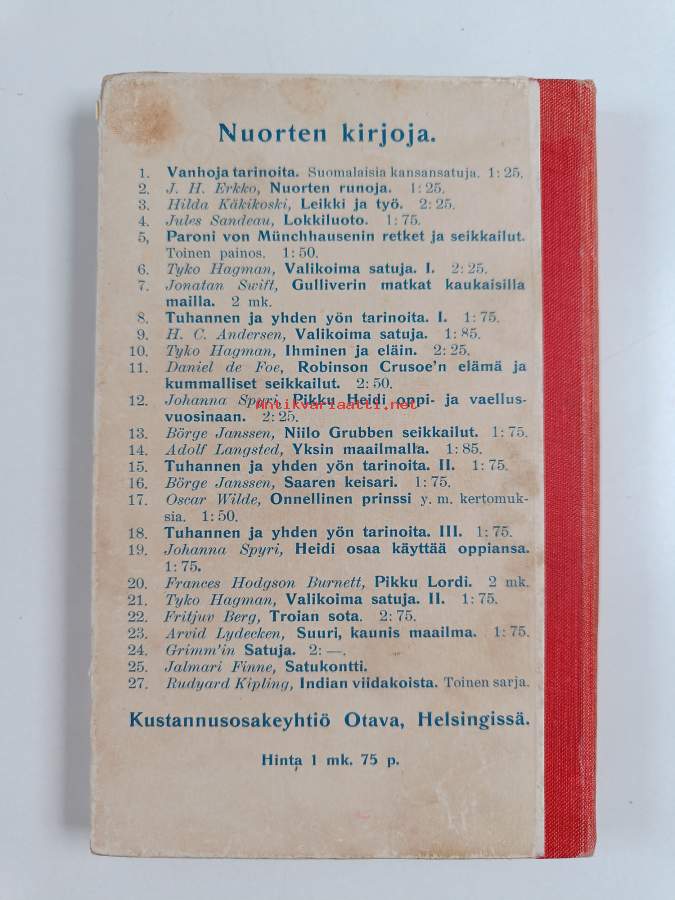 Nuorten kirjoja.
1. Vanhoja tarinoita. Suomalaisia kansansatuja. 1:25.
2. J. H. Erkko, Nuorten runoja. 1:25.
3. Hilda Käkikoski, Leikki ja työ. 2:25.
4. Jules Sandeau, Lokkiluoto. 1:75.
5, Paroni von Münchhausenin retket ja seikkailut.
Toinen painos. 1:50.
6. Tyko Hagman, Valikoima satuja. I. 2:25.
7. Jonatan Swift, Gulliverin matkat kaukaisilla
mailla. 2 mk.
8. Tuhannen ja yhden yön tarinoita. I. 1:75.
9. H. C. Andersen, Valikoima satuja. 1:85.
10. Tyko Hagman, Ihminen ja eläin. 2:25.
11. Daniel de Foe, Robinson Crusoe'n elämä ja
kummalliset seikkailut. 2:50.
12. Johanna Spyri, Pikku Heidi oppi- ja vaellus-
Antikvariaatti.net
vuosinaan. 2:25.
13. Börge Janssen, Niilo Grubben seikkailut. 1:75.
14. Adolf Langsted, Yksin maailmalla. 1:85.
15. Tuhannen ja yhden yön tarinoita. II. 1:75.
16. Börge Janssen, Saaren keisari. 1:75.
17. Oscar Wilde, Onnellinen prinssi y. m. kertomuk-
sia. 1:50.
18. Tuhannen ja yhden yön tarinoita. III. 1:75.
19. Johanna Spyri, Heidi osaa käyttää oppiansa.
1:75.
20. Frances Hodgson Burnett, Pikku Lordi. 2 mk.
21. Tyko Hagman, Valikoima satuja. II. 1:75.
22. Fritjuv Berg, Troian sota. 2:75.
23. Arvid Lydecken, Suuri, kaunis maailma. 1:75.
24. Grimm'in Satuja. 2:—.
25. Jalmari Finne, Satukontti.
27. Rudyard Kipling, Indian viidakoista. Toinen sarja.
Kustannusosakeyhtiö Otava, Helsingissä.
Hinta 1 mk. 75 p.